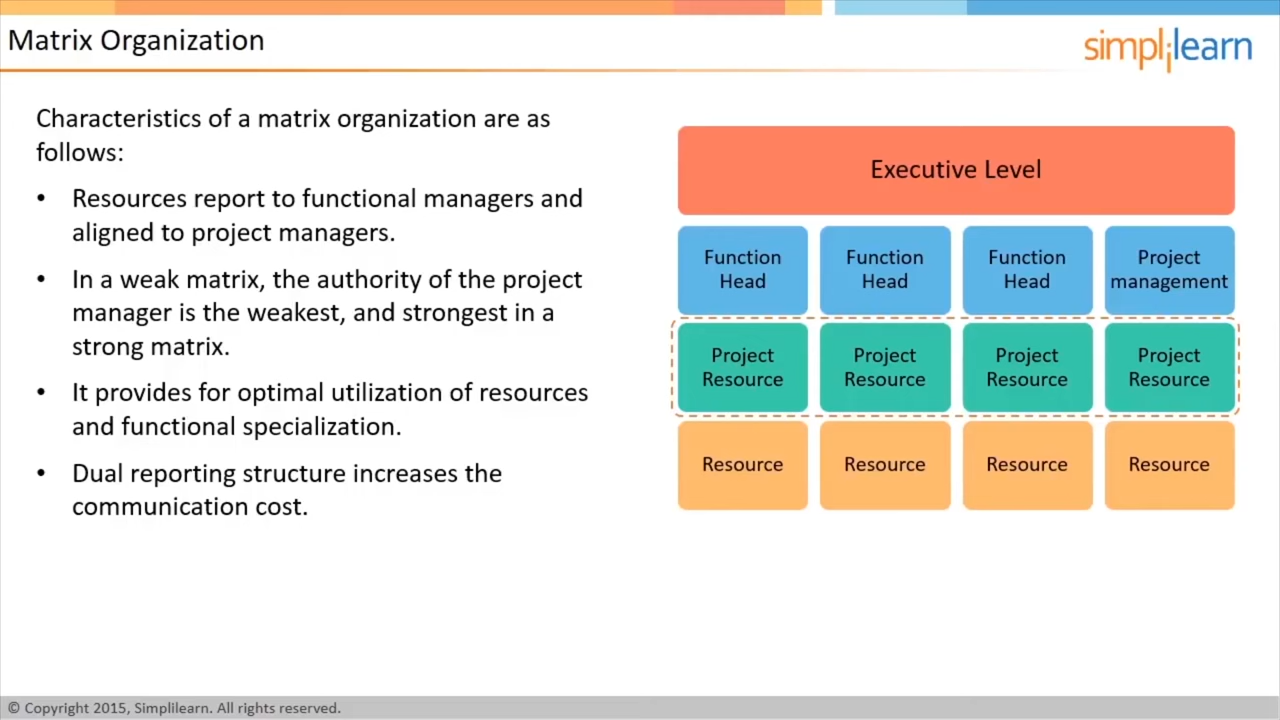 Matrix Organization
simplilearn
Characteristics of a matrix organization are as
follows:
• Resources report to functional managers and
aligned to project managers.
• In a weak matrix, the authority of the project
manager is the weakest, and strongest in a
strong matrix.
• It provides for optimal utilization of resources
and functional specialization.
• Dual reporting structure increases the
communication cost.
Executive Level
Function
Head
Function
Head
Function
Head
Project
management
Project
Resource
Project
Resource
Project
Resource
Project
Resource
Resource
Resource
Resource
Resource
© Copyright 2015, Simplilearn. All rights reserved.